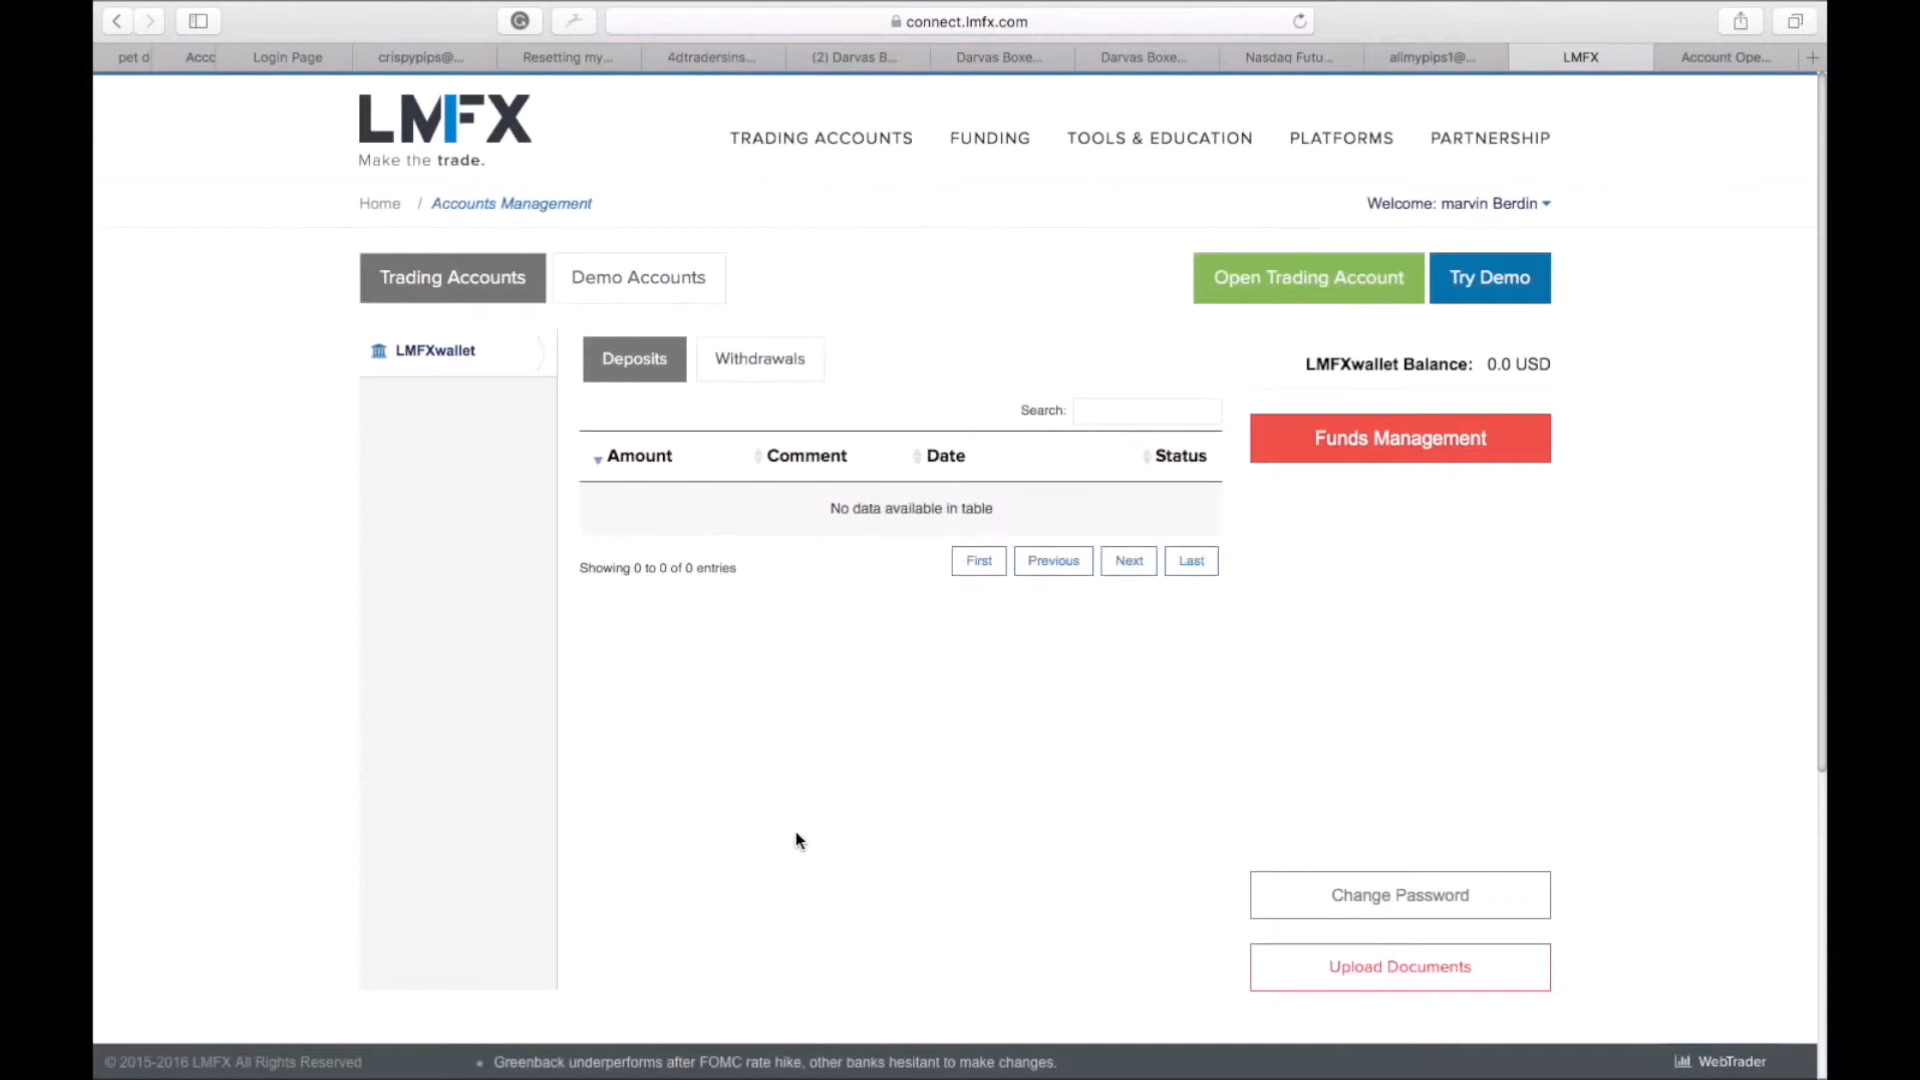 connect.lmfx.com
pet d
Acco
Login Page
crispypips@...
Resetting my...
4dtradersins...
(2) Darvas B...
Darvas Boxe...
Darvas Boxe...
Nasdaq Futu...
allmypips1@...
LMFX
Account Ope...
LMFX
Make the trade.
TRADING ACCOUNTS
FUNDING
TOOLS & EDUCATION
PLATFORMS
PARTNERSHIP
Home / Accounts Management
Welcome: marvin Berdin
Trading Accounts
Demo Accounts
Open Trading Account
Try Demo
LMFXwallet
Deposits
Withdrawals
LMFXwallet Balance: 0.0 USD
Search:
Funds Management
Amount
Comment
Date
Status
No data available in table
Showing 0 to 0 of 0 entries
First
Previous
Next
Last
Change Password
Upload Documents
© 2015-2016 LMFX All Rights Reserved
Greenback underperforms after FOMC rate hike, other banks hesitant to make changes.
WebTrader